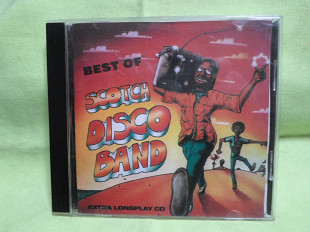 BEST OF
SCOTCH
DISCO
BAND
EXTRA LONGPLAY CD